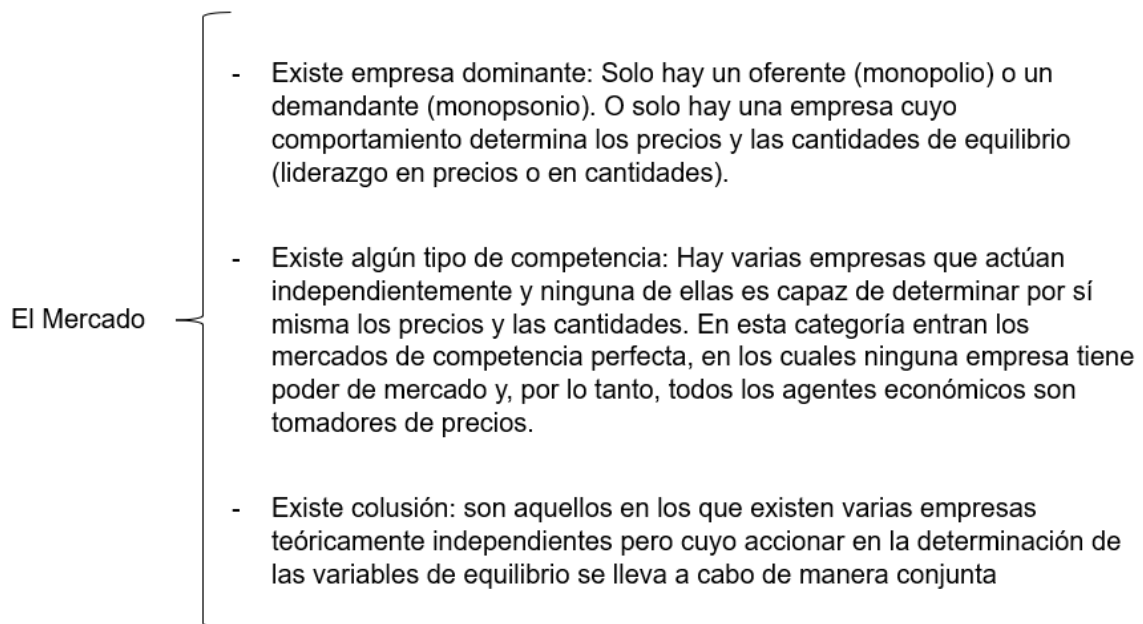 - Existe empresa dominante: Solo hay un oferente (monopolio) o un
demandante (monopsonio). O solo hay una empresa cuyo
comportamiento determina los precios y las cantidades de equilibrio
(liderazgo en precios o en cantidades).
- Existe algún tipo de competencia: Hay varias empresas que actúan
independientemente y ninguna de ellas es capaz de determinar por sí
El Mercado
misma los precios y las cantidades. En esta categoría entran los
mercados de competencia perfecta, en los cuales ninguna empresa tiene
poder de mercado y, por lo tanto, todos los agentes económicos son
tomadores de precios.
- Existe colusión: son aquellos en los que existen varias empresas
teóricamente independientes pero cuyo accionar en la determinación de
las variables de equilibrio se lleva a cabo de manera conjunta